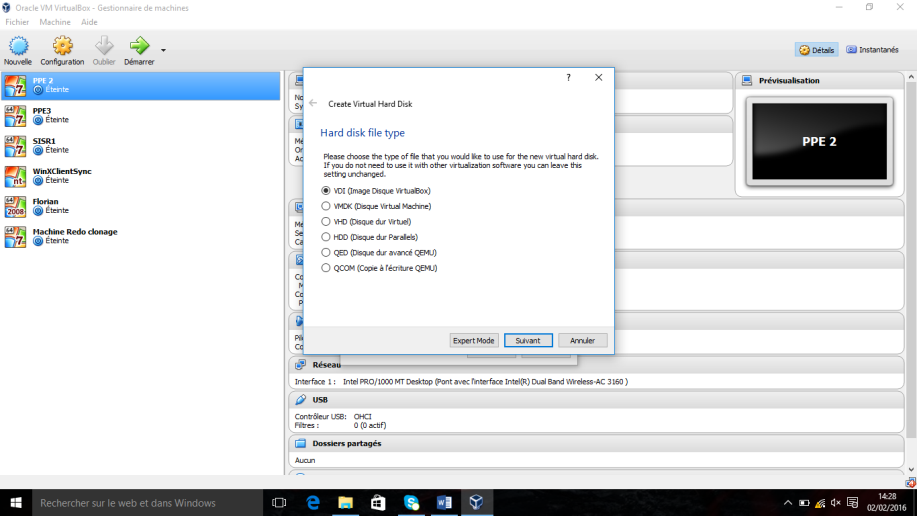 Oracle VM VirtualBox - Gestionnaire de machines
Fichier Machine Aide
Nouvelle Configuration Oublier Démarrer
Détails Instantanés
PPE 2
Éteinte
PPE3
Éteinte
SISR1
Éteinte
WinXClientSync
Éteinte
Florian
Éteinte
Machine Redo clonage
Éteinte
Prévisualisation
PPE 2
?
Create Virtual Hard Disk
Hard disk file type
Please choose the type of file that you would like to use for the new virtual hard disk.
If you do not need to use it with other virtualization software you can leave this
setting unchanged.
VDI (Image Disque VirtualBox)
VMDK (Disque Virtual Machine)
VHD (Disque dur Virtuel)
HDD (Disque dur Parallels)
QED (Disque dur avancé QEMU)
QCOM (Copie à l'écriture QEMU)
Expert Mode Suivant Annuler
Réseau
Interface 1 : Intel PRO/1000 MT Desktop (Pont avec l'interface Intel(R) Dual Band Wireless-AC 3160 )
USB
Contrôleur USB: OHCI
Filtres : 0 (0 actif)
Dossiers partagés
Aucun
Rechercher sur le web et dans Windows
14:28
02/02/2016